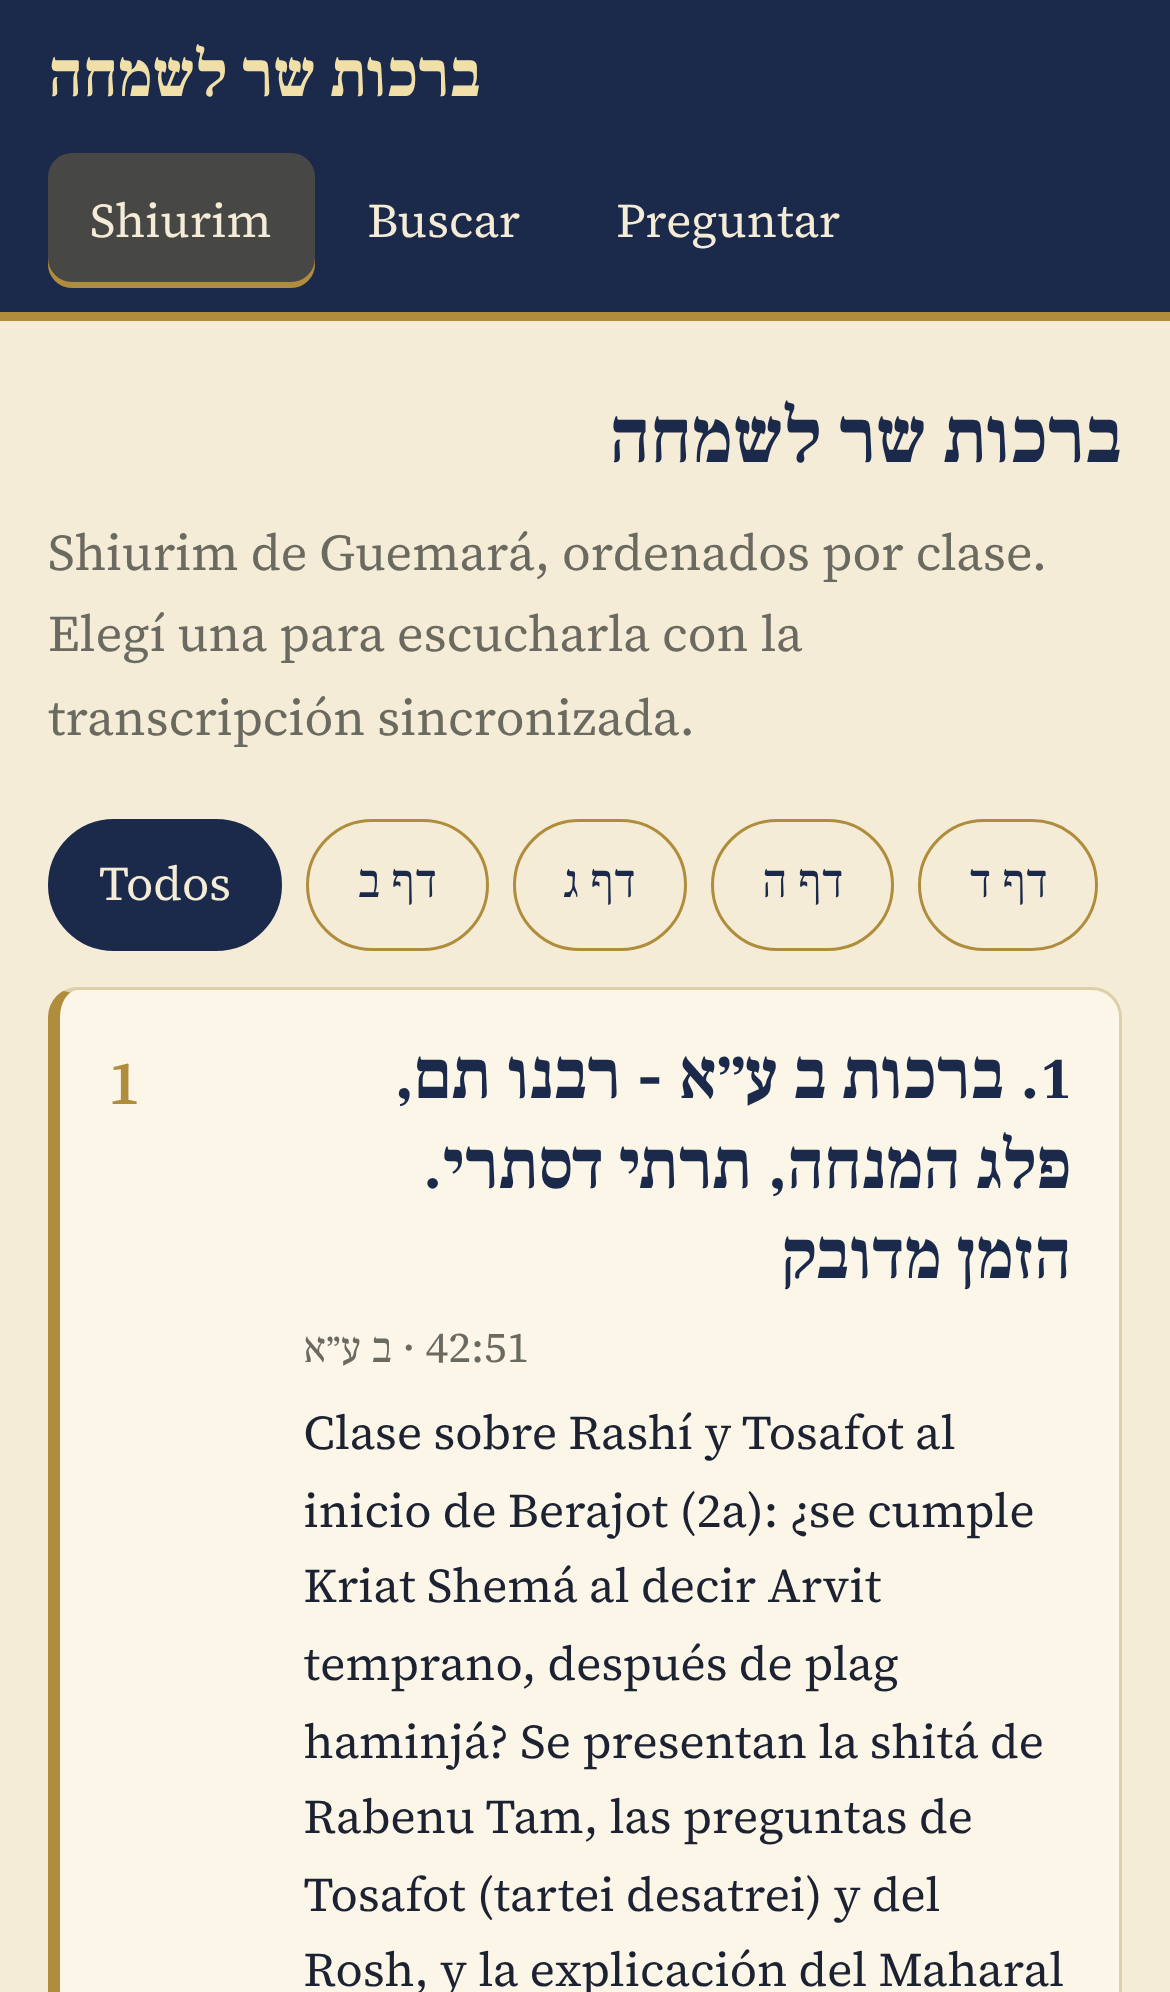 ברכות שר לשמחה
Shiurim Buscar Preguntar
ברכות שר לשמחה
Shiurim de Guemará, ordenados por clase.
Elegí una para escucharla con la
transcripción sincronizada.
Todos דף ב דף ג דף ה דף ד
1
1. ברכות ב ע״א - רבנו תם,
פלג המנחה, תרתי דסתרי.
הזמן מדובק
ב ע״א · 42:51
Clase sobre Rashí y Tosafot al
inicio de Berajot (2a): ¿se cumple
Kriat Shemá al decir Arvit
temprano, después de plag
haminjá? Se presentan la shitá de
Rabenu Tam, las preguntas de
Tosafot (tartei desatrei) y del
Rosh, y la explicación del Maharal